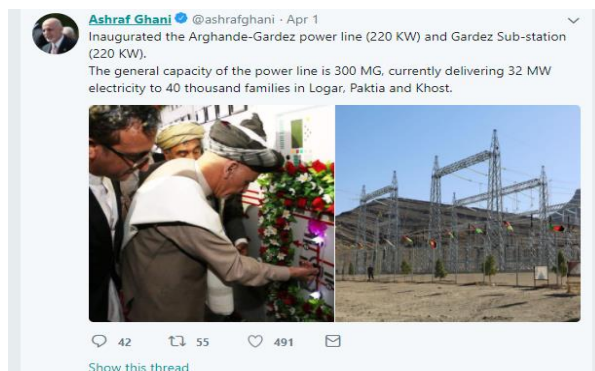 Ashraf Ghani @ashrafghani · Apr 1
Inaugurated the Arghande-Gardez power line (220 KW) and Gardez Sub-station
(220 KW).
The general capacity of the power line is 300 MG, currently delivering 32 MW
electricity to 40 thousand families in Logar, Paktia and Khost.
42 55 491
Show this thread